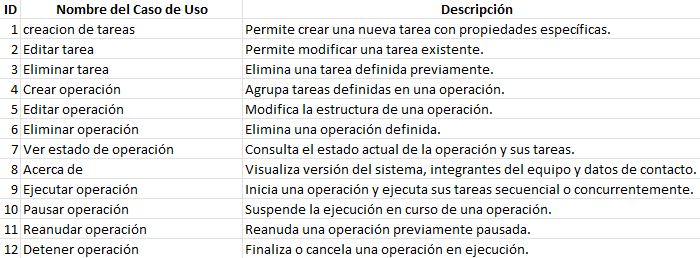 ID Nombre del Caso de Uso Descripción
1 creacion de tareas Permite crear una nueva tarea con propiedades específicas.
2 Editar tarea Permite modificar una tarea existente.
3 Eliminar tarea Elimina una tarea definida previamente.
4 Crear operación Agrupa tareas definidas en una operación.
5 Editar operación Modifica la estructura de una operación.
6 Eliminar operación Elimina una operación definida.
7 Ver estado de operación Consulta el estado actual de la operación y sus tareas.
8 Acerca de Visualiza versión del sistema, integrantes del equipo y datos de contacto.
9 Ejecutar operación Inicia una operación y ejecuta sus tareas secuencial o concurrentemente.
10 Pausar operación Suspende la ejecución en curso de una operación.
11 Reanudar operación Reanuda una operación previamente pausada.
12 Detener operación Finaliza o cancela una operación en ejecución.